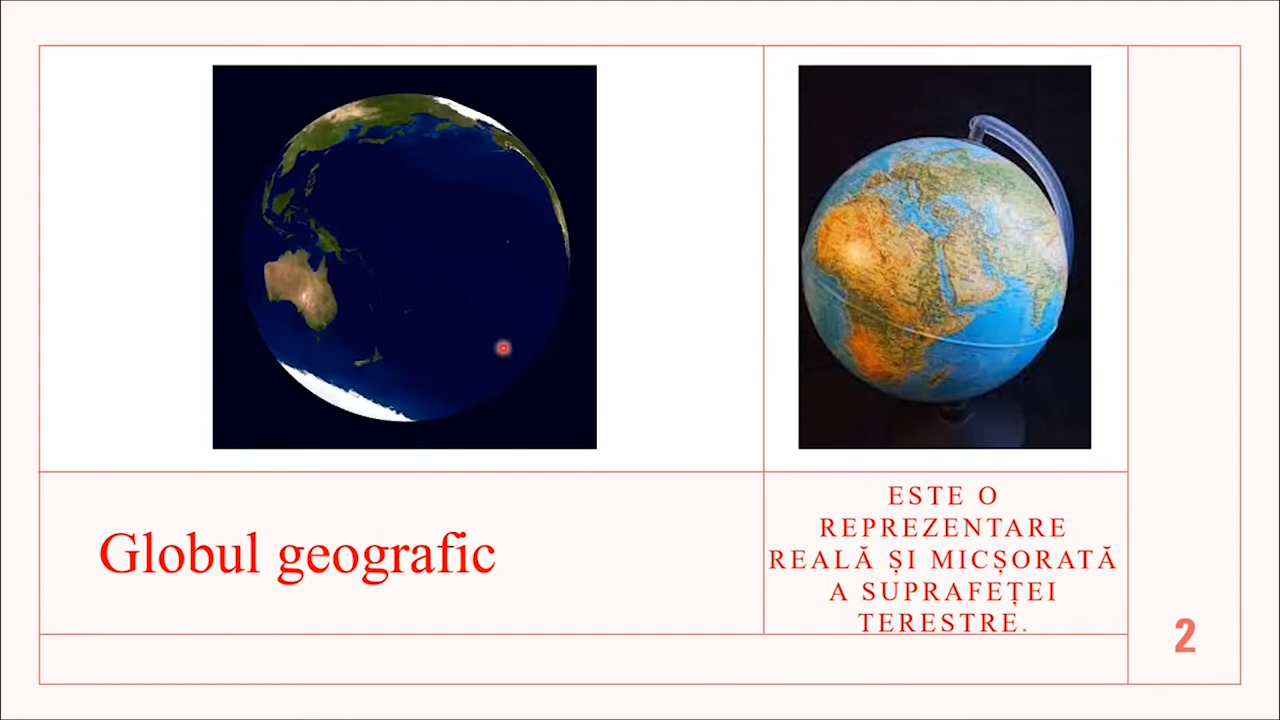 Globul geografic
ESTE O
REPREZENTARE
REALĂ ȘI MICȘORATĂ
A SUPRAFEȚEI
TERESTRE.
2